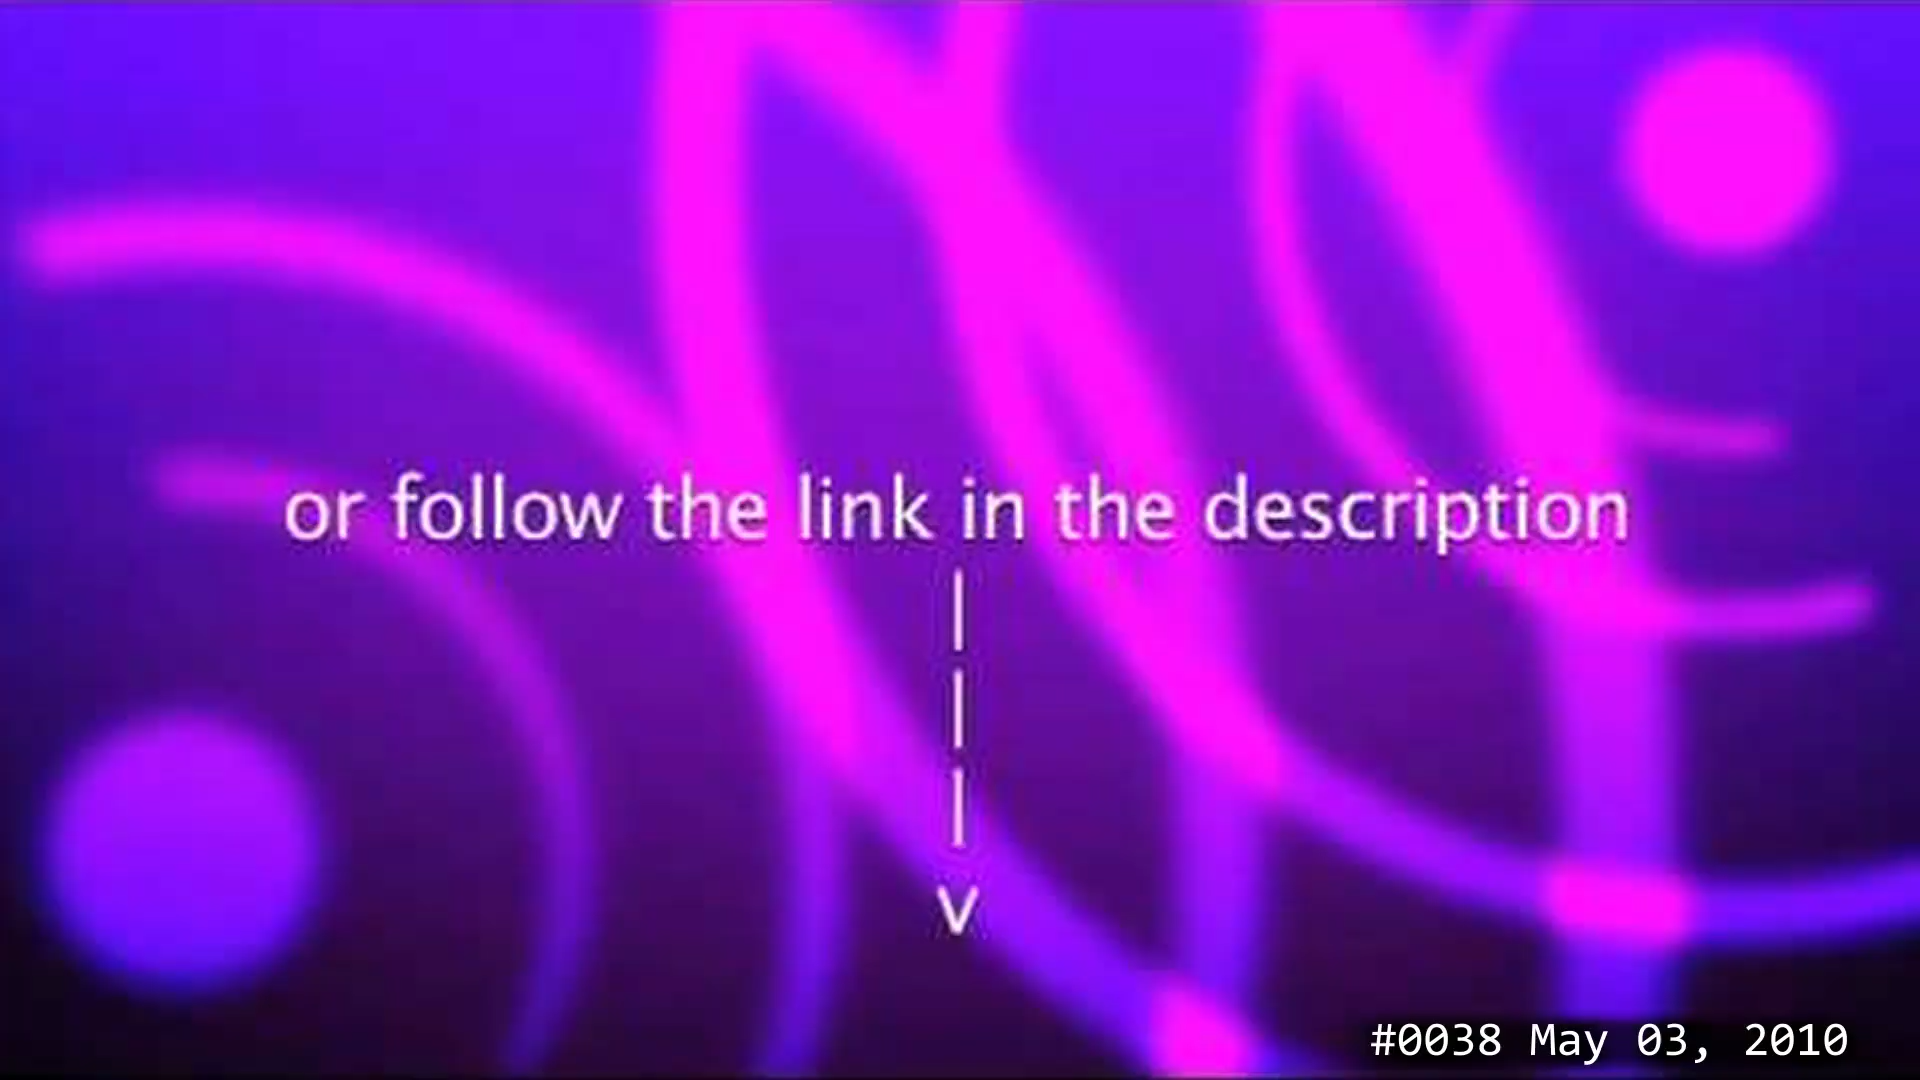 or follow the link in the description
|
|
|
v
#0038 May 03, 2010